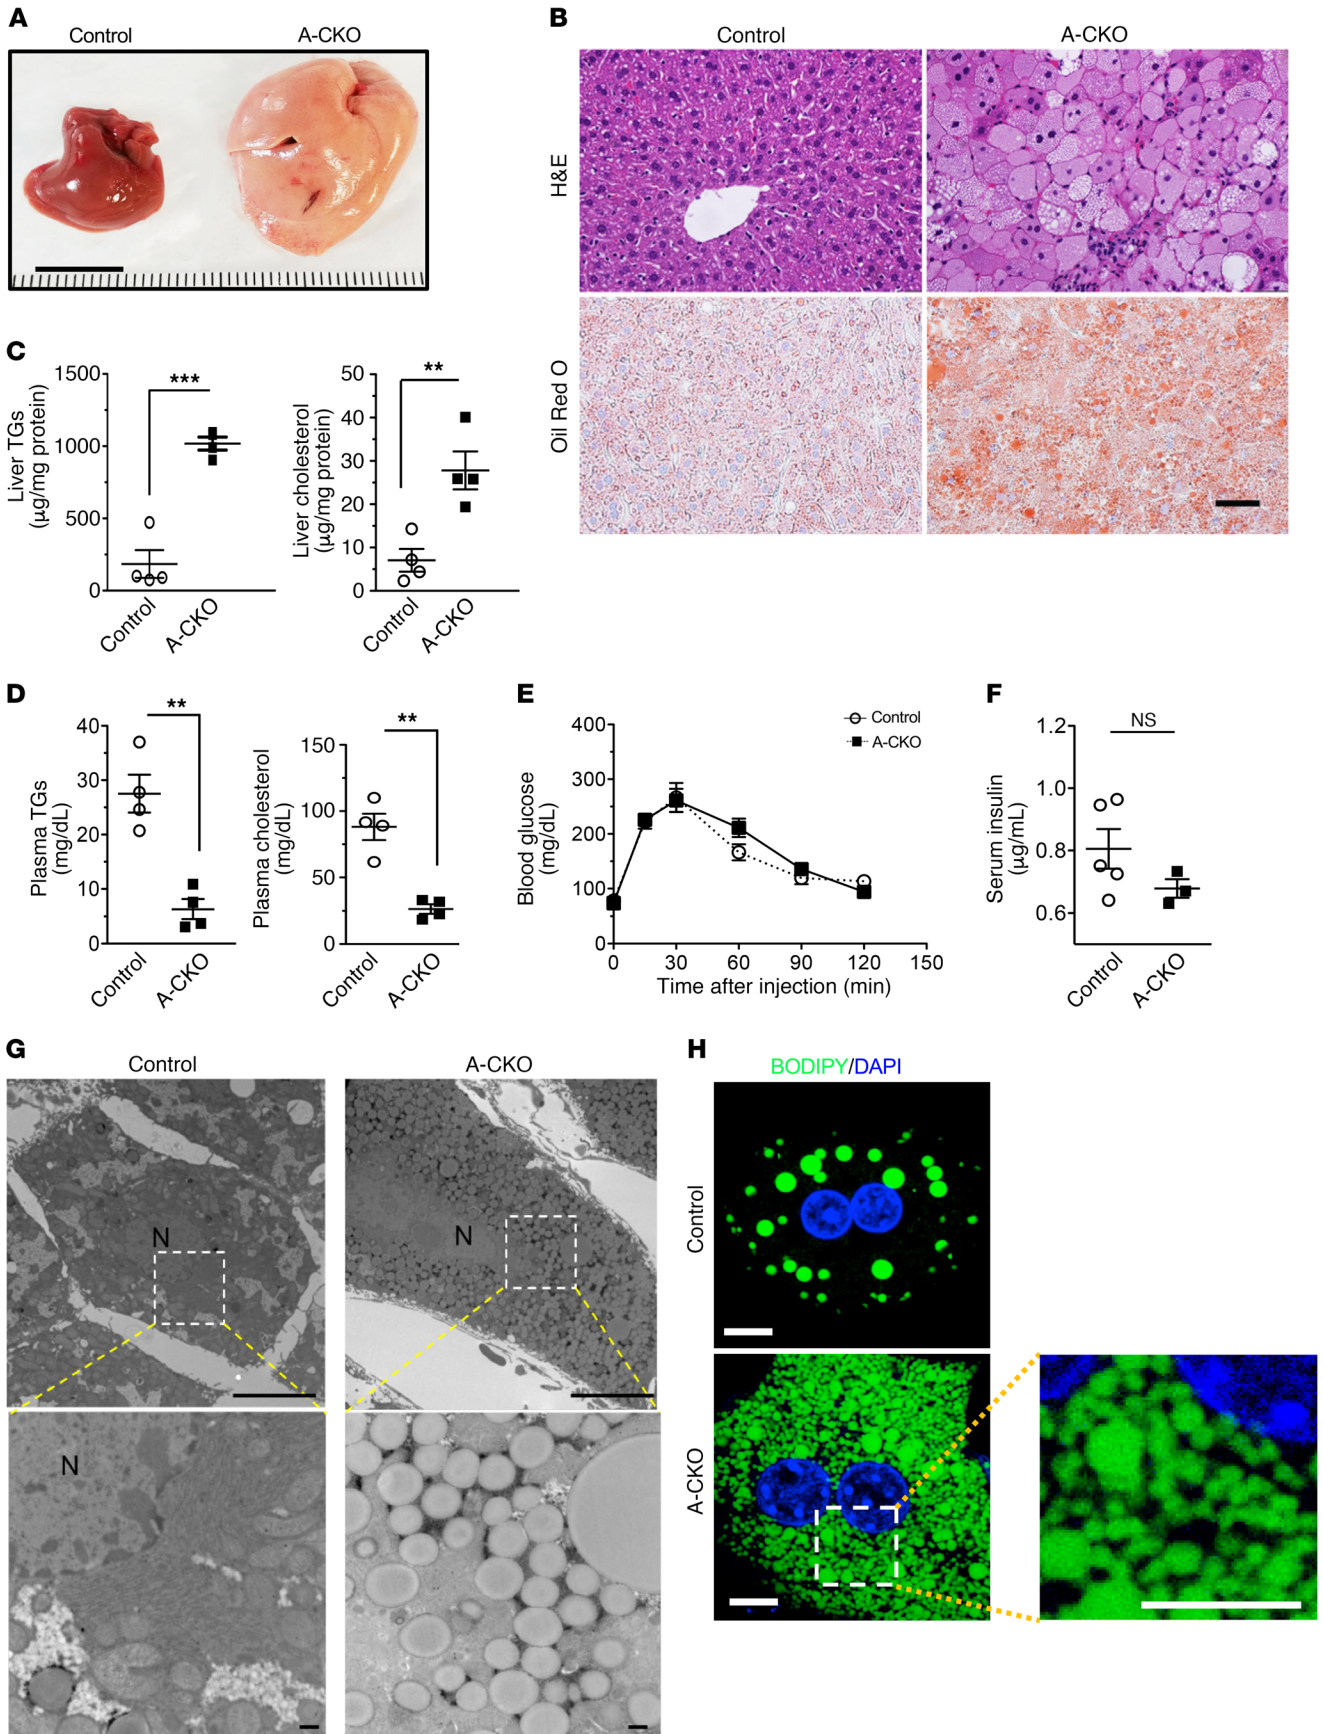 A
Control
A-CKO
B
Control
A-CKO
H&E
Oil Red O
C
Liver TGs
(µg/mg protein)
1500
1000
500
0
***
Control
A-CKO
Liver cholesterol
(µg/mg protein)
50
40
30
20
10
0
**
Control
A-CKO
D
Plasma TGs
(mg/dL)
40
30
20
10
0
**
Control
A-CKO
Plasma cholesterol
(mg/dL)
150
100
50
0
**
Control
A-CKO
E
Blood glucose
(mg/dL)
400
300
200
100
0
Control
A-CKO
0 30 60 90 120 150
Time after injection (min)
F
Serum insulin
(µg/mL)
1.2
1.0
0.8
0.6
NS
Control
A-CKO
G
Control
A-CKO
N
N
N
H
BODIPY/DAPI
Control
A-CKO